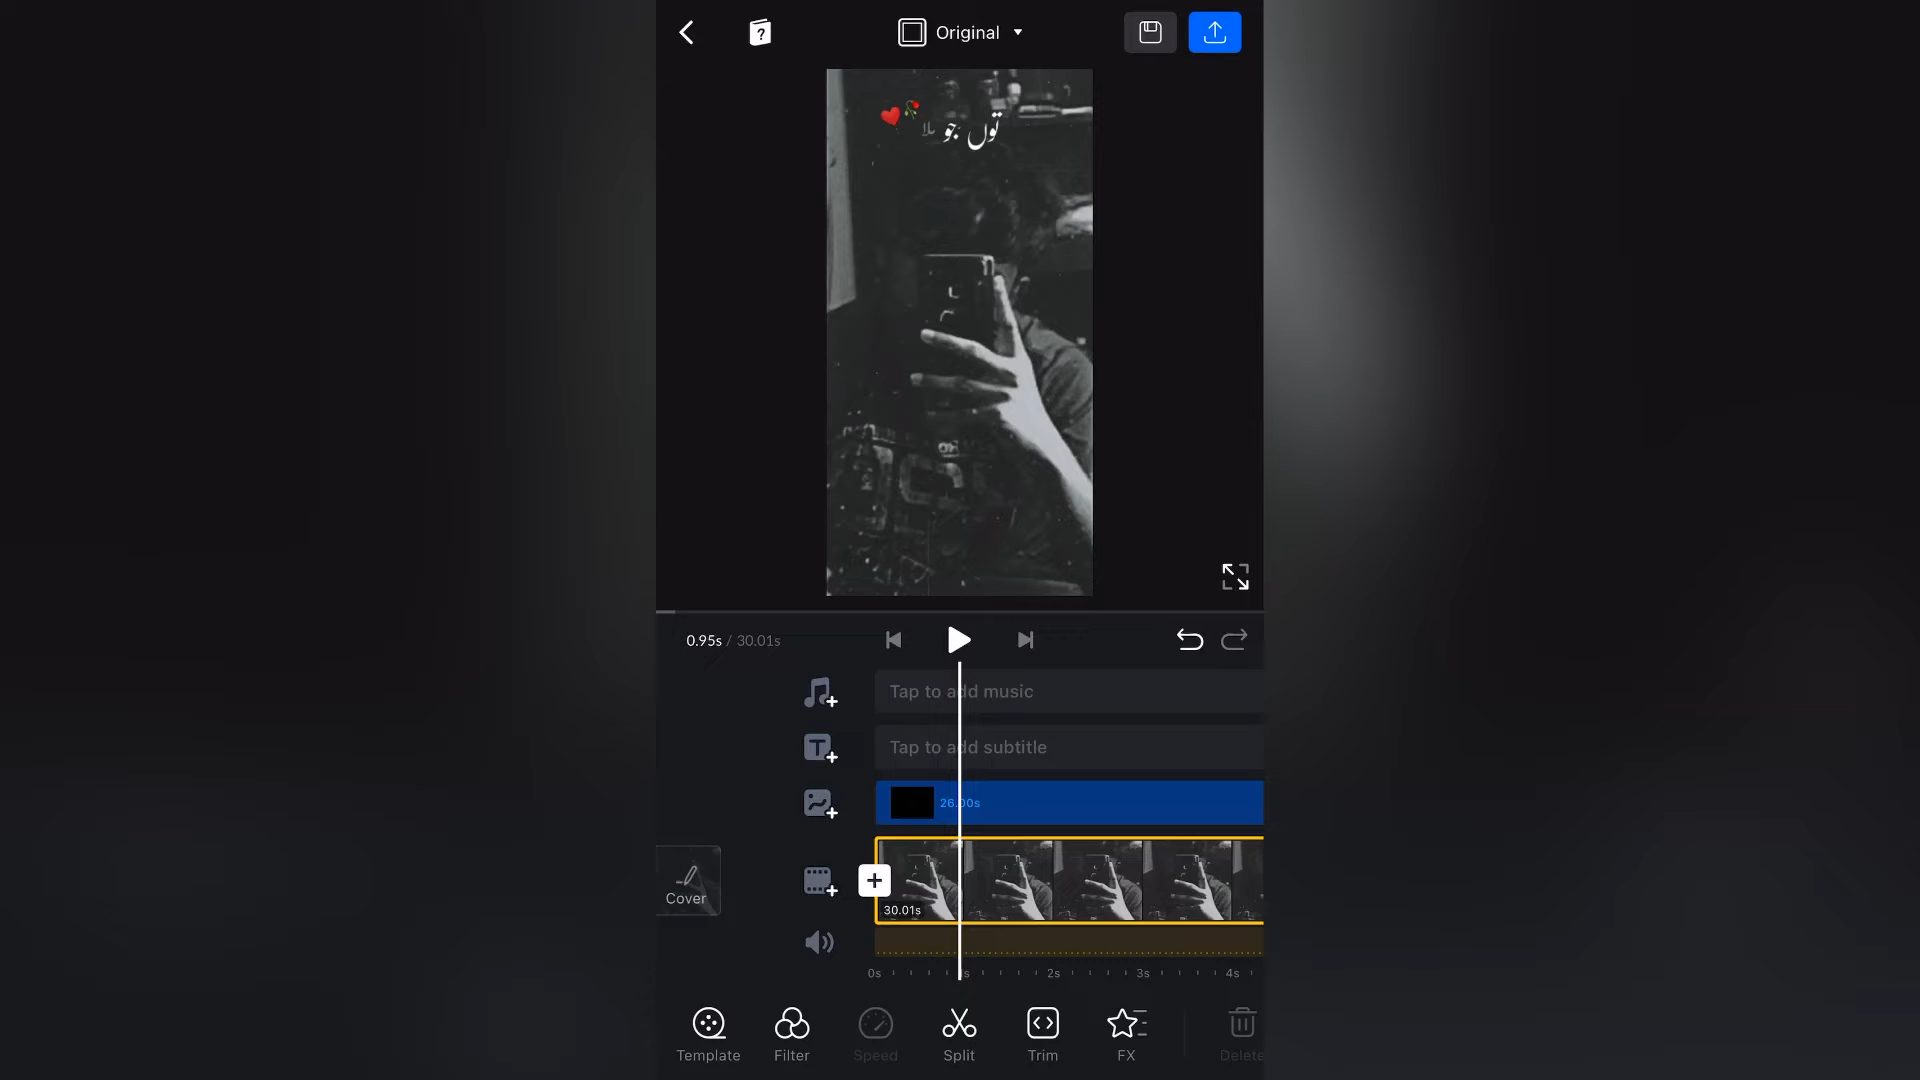 ?
Original
توں جو ملا
0.95s / 30.01s
Tap to add music
T
Tap to add subtitle
26.00s
Cover
30.01s
0s 2s 3s 4s
Template Filter Speed Split Trim FX Delete